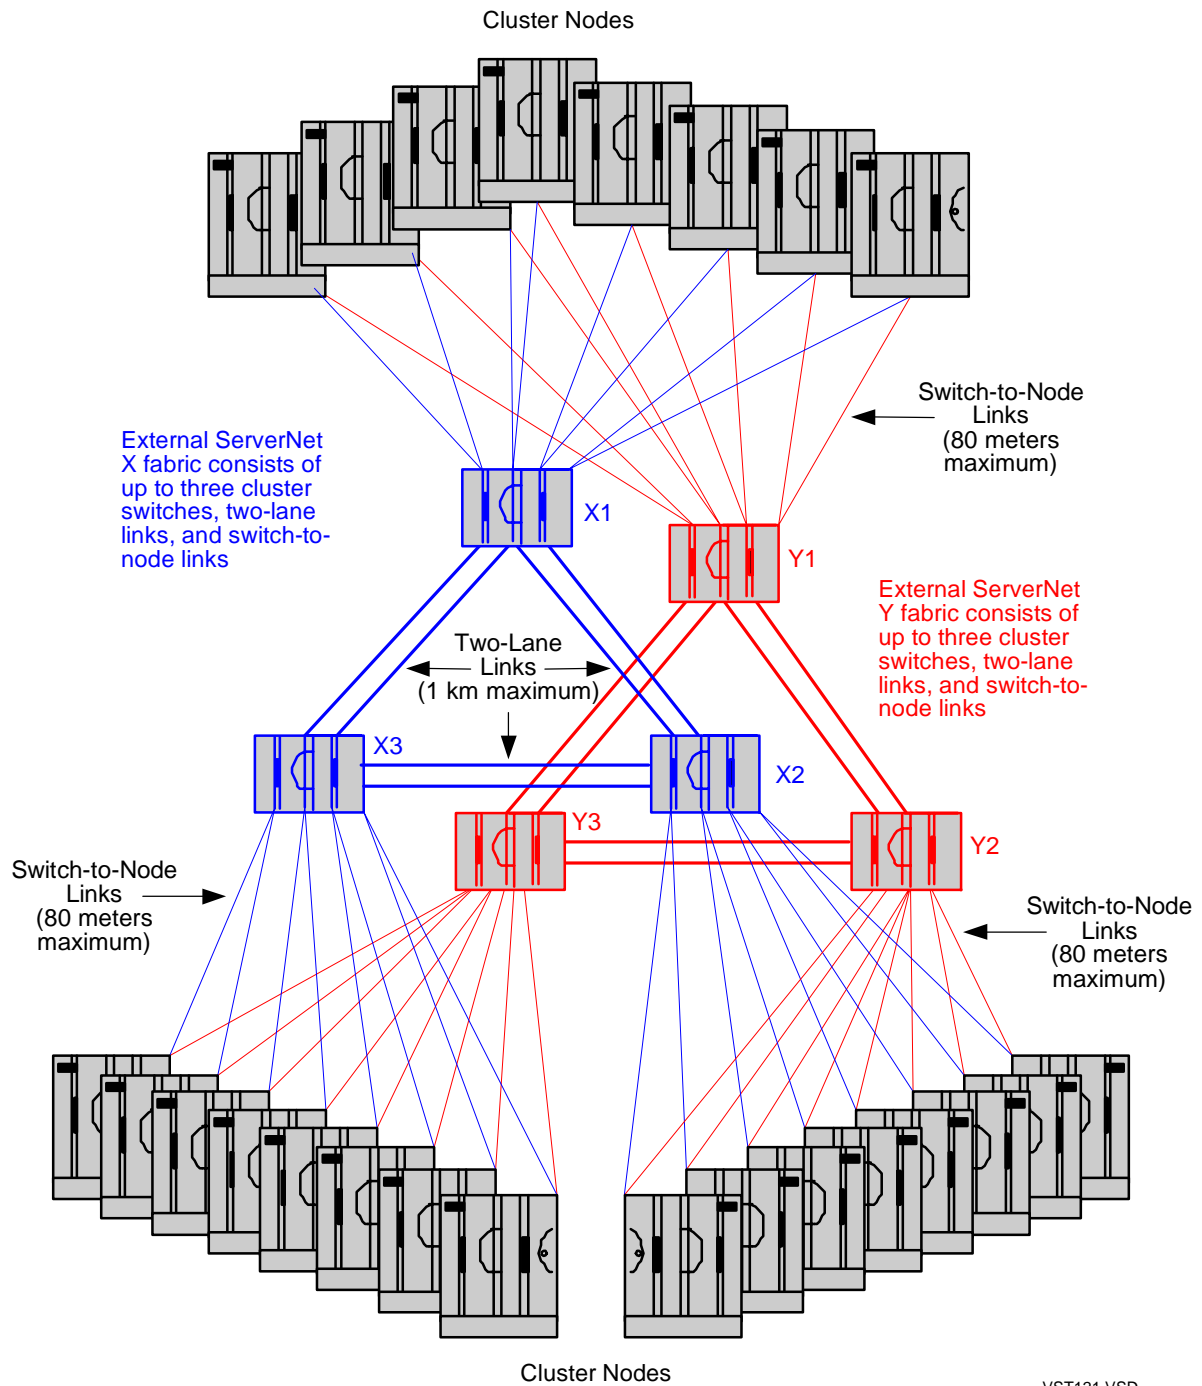 Cluster Nodes
Switch-to-Node
Links
(80 meters
maximum)
External ServerNet
X fabric consists of
up to three cluster
switches, two-lane
links, and switch-to-
node links
X1
Y1
External ServerNet
Y fabric consists of
up to three cluster
switches, two-lane
links, and switch-to-
node links
Two-Lane
Links
(1 km maximum)
X3
X2
Y3
Y2
Switch-to-Node
Links
(80 meters
maximum)
Switch-to-Node
Links
(80 meters
maximum)
Cluster Nodes